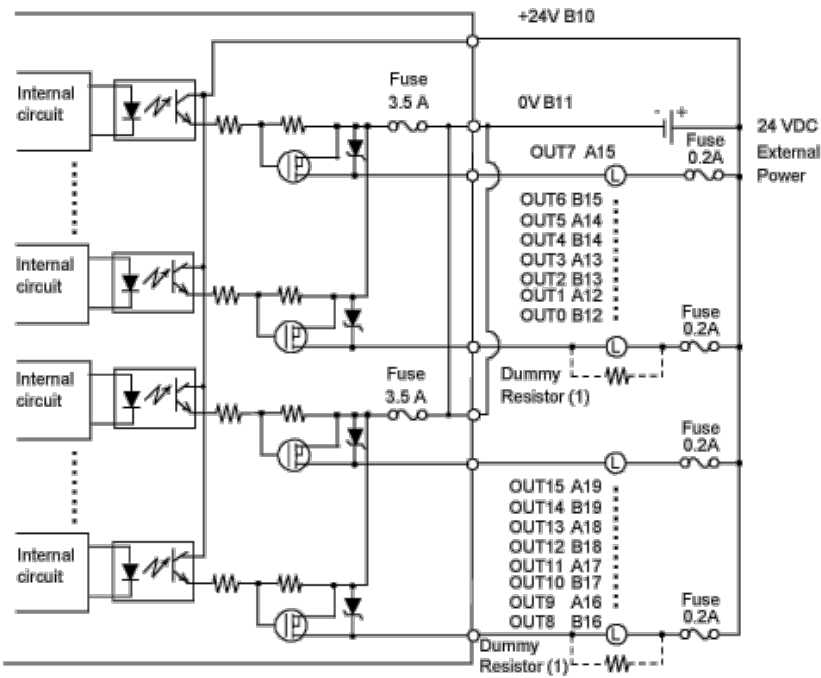 +24V B10
Internal
circuit
Fuse
3.5 A
0V B11
- +
24 VDC
External
Power
Fuse
0.2A
OUT7 A15
L
OUT6 B15
OUT5 A14
OUT4 B14
OUT3 A13
OUT2 B13
OUT1 A12
OUT0 B12
Internal
circuit
Fuse
0.2A
L
Dummy
Resistor (1)
Internal
circuit
Fuse
3.5 A
Fuse
0.2A
L
OUT15 A19
OUT14 B19
OUT13 A18
OUT12 B18
OUT11 A17
OUT10 B17
OUT9 A16
OUT8 B16
Internal
circuit
Fuse
0.2A
L
Dummy
Resistor (1)